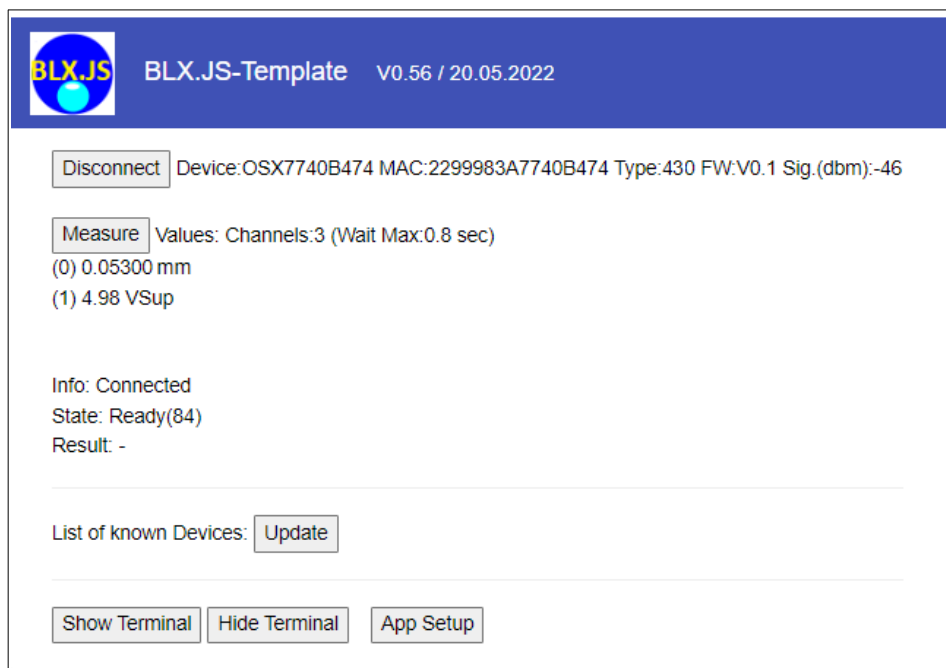 BLX.JS
BLX.JS-Template V0.56 / 20.05.2022
Disconnect Device:OSX7740B474 MAC:2299983A7740B474 Type:430 FW:V0.1 Sig.(dbm):-46
Measure Values: Channels:3 (Wait Max:0.8 sec)
(0) 0.05300 mm
(1) 4.98 VSup
Info: Connected
State: Ready(84)
Result: -
List of known Devices: Update
Show Terminal Hide Terminal App Setup